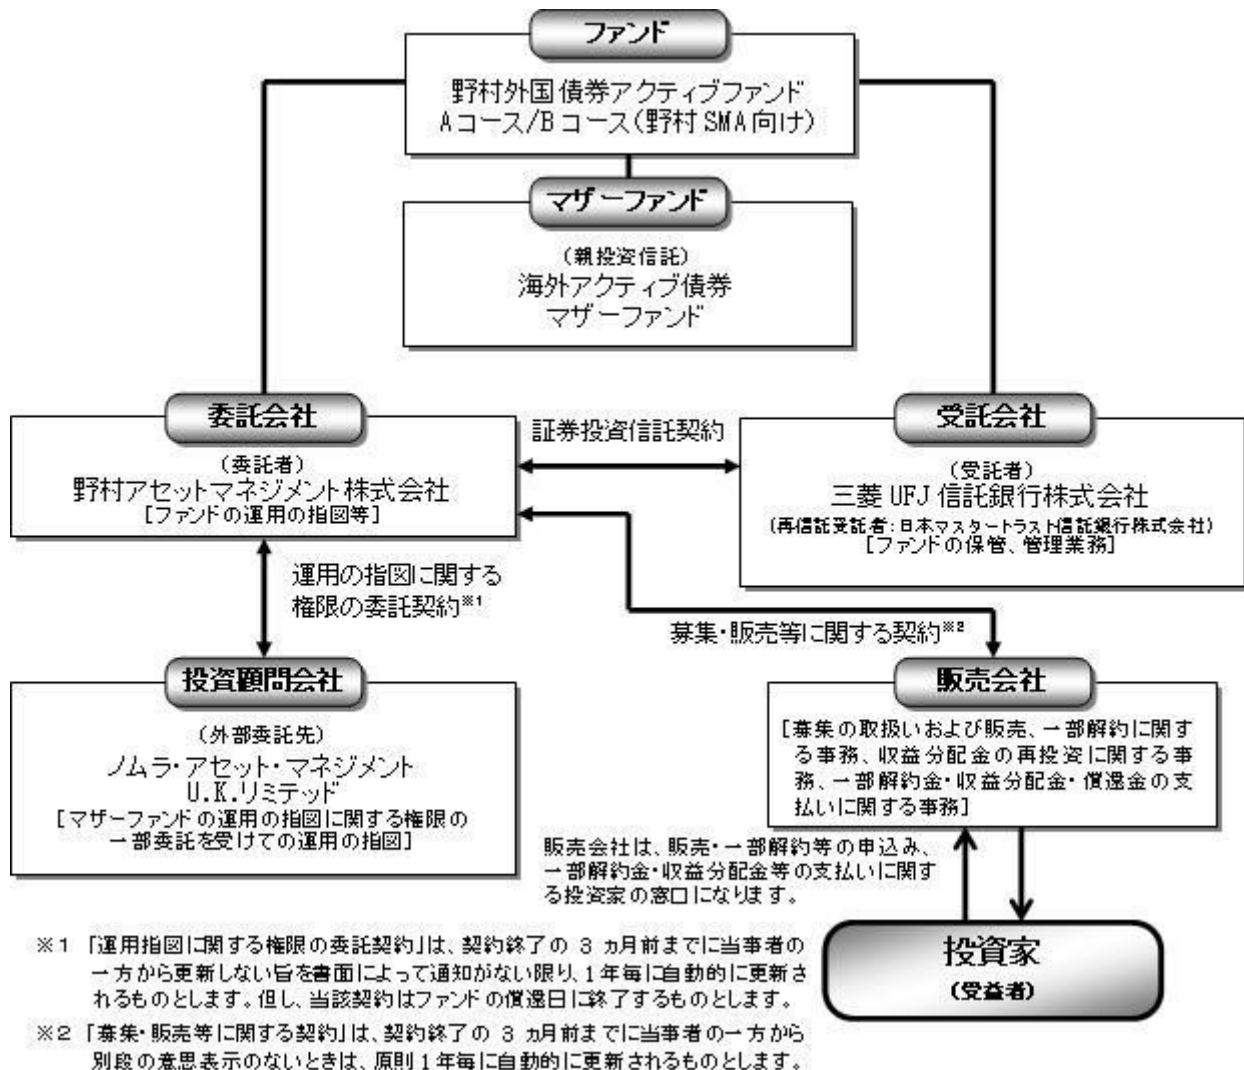 ファンド
野村外国債券アクティブファンド
Aコース/Bコース(野村SMA向け)
マザーファンド
(親投資信託)
海外アクティブ債券
マザーファンド
委託会社
(委託者)
野村アセットマネジメント株式会社
[ファンドの運用の指図等]
証券投資信託契約
受託会社
(受託者)
三菱UFJ信託銀行株式会社
(再信託受託者:日本マスタートラスト信託銀行株式会社)
[ファンドの保管、管理業務]
運用の指図に関する
権限の委託契約※1
募集・販売等に関する契約※2
投資顧問会社
(外部委託先)
ノムラ・アセット・マネジメント
U.K.リミテッド
[マザーファンドの運用の指図に関する権限の
一部委託を受けての運用の指図]
販売会社
[募集の取扱いおよび販売、一部解約に関す
る事務、収益分配金の再投資に関する事
務、一部解約金・収益分配金・償還金の支
払いに関する事務]
販売会社は、販売・一部解約等の申込み、
一部解約金・収益分配金等の支払いに関す
る投資家の窓口になります。
投資家
(受益者)
※1 「運用指図に関する権限の委託契約」は、契約終了の 3 ヵ月前までに当事者の
一方から更新しない旨を書面によって通知がない限り、1年毎に自動的に更新さ
れるものとします。但し、当該契約はファンドの償還日に終了するものとします。
※2 「募集・販売等に関する契約」は、契約終了の 3 ヵ月前までに当事者の一方から
別段の意思表示のないときは、原則1年毎に自動的に更新されるものとします。